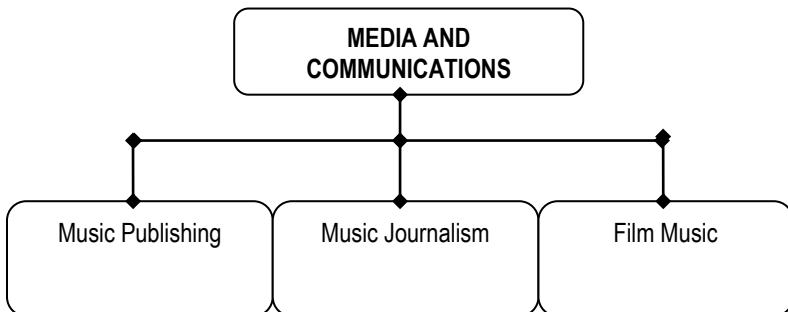 MEDIA AND
COMMUNICATIONS
Music Publishing
Music Journalism
Film Music